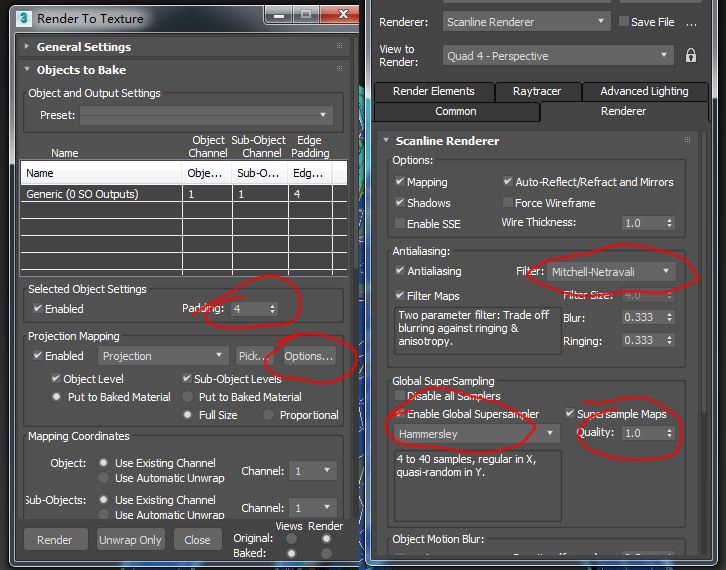 Render To Texture
General Settings
Objects to Bake
Object and Output Settings
Preset:
Object Sub-Object Edge
Name Channel Channel Padding
Name Obje... Sub-O... Edg...
Generic (0 SO Outputs) 1 1 4
Selected Object Settings
Enabled Padding: 4
Projection Mapping
Enabled Projection Pick... Options...
Object Level Sub-Object Levels
Put to Baked Material Put to Baked Material
Full Size Proportional
Mapping Coordinates
Object: Use Existing Channel Channel: 1
Use Automatic Unwrap
Sub-Objects: Use Existing Channel Channel: 1
Use Automatic Unwrap
Views Render
Render Unwrap Only Close Original:
Baked:
Renderer: Scanline Renderer Save File ...
View to
Render: Quad 4 - Perspective
Render Elements Raytracer Advanced Lighting
Common Renderer
Scanline Renderer
Options:
Mapping Auto-Reflect/Refract and Mirrors
Shadows Force Wireframe
Enable SSE Wire Thickness: 1.0
Antialiasing:
Antialiasing Filter: Mitchell-Netravali
Filter Maps Filter Size: 4.0
Two parameter filter: Trade off
blurring against ringing &
anisotropy.
Blur: 0.333
Ringing: 0.333
Global SuperSampling
Disable all Samplers
Enable Global Supersampler Supersample Maps
Hammersley Quality: 1.0
4 to 40 samples, regular in X,
quasi-random in Y.
Object Motion Blur: